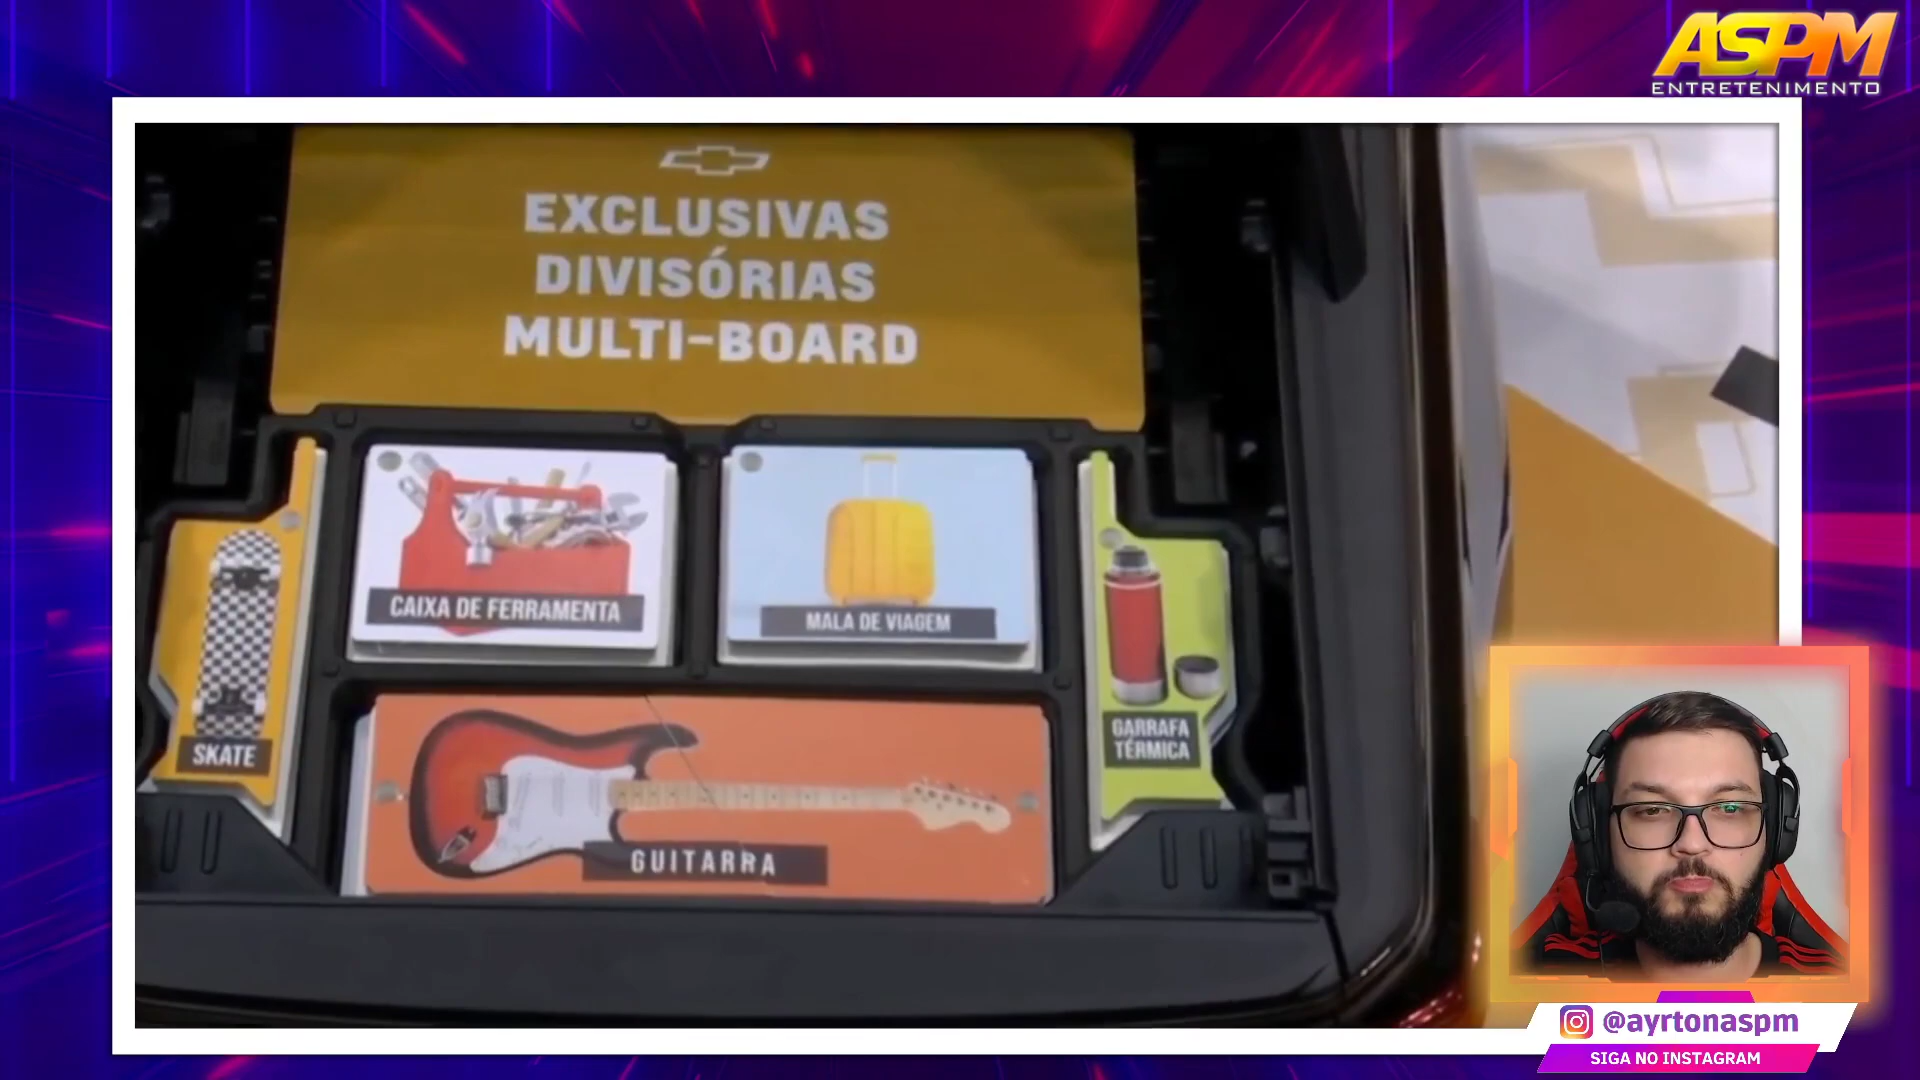 ASPM
ENTRETENIMENTO
EXCLUSIVAS
DIVISÓRIAS
MULTI-BOARD
CAIXA DE FERRAMENTA
MALA DE VIAGEM
SKATE
GARRAFA
TÉRMICA
GUITARRA
@ayrtonaspm
SIGA NO INSTAGRAM